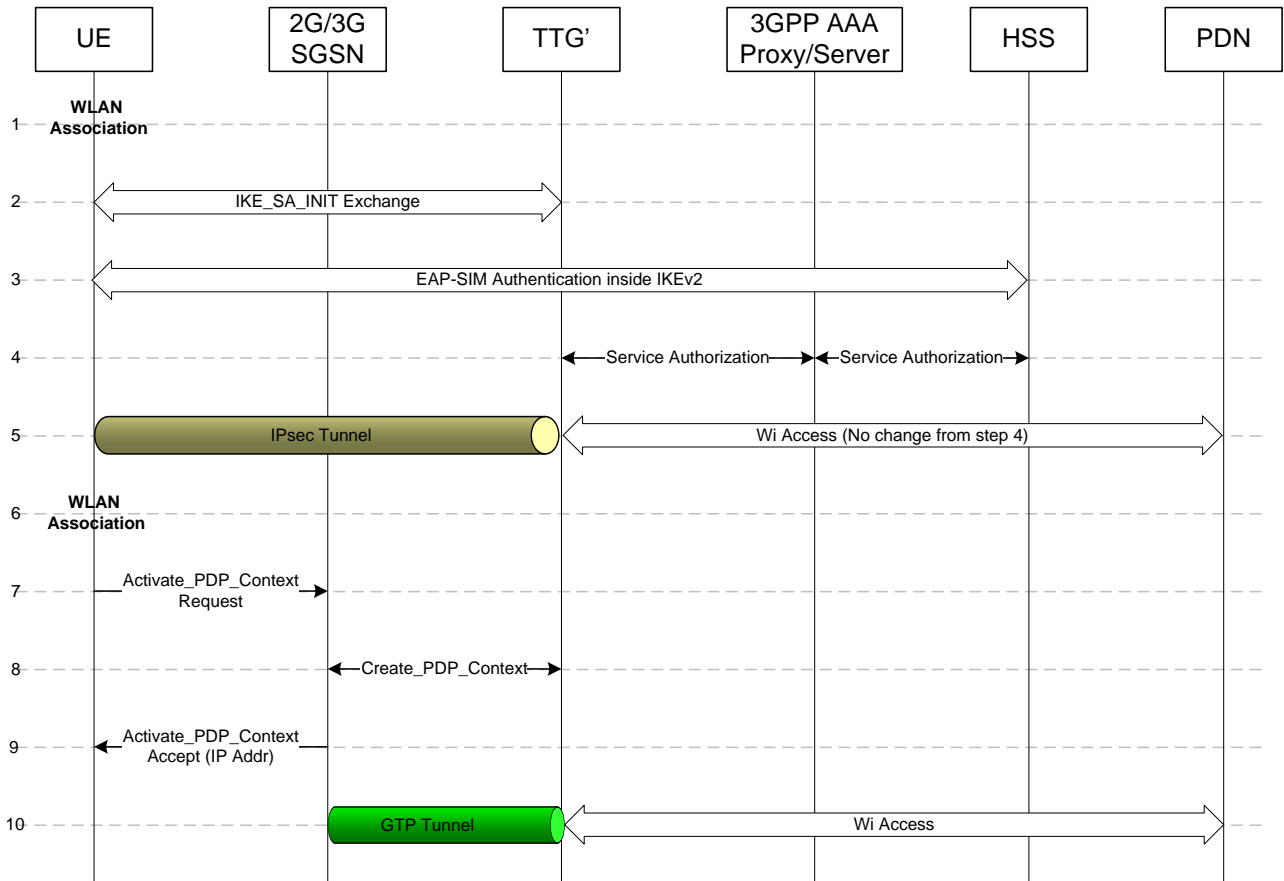 UE
2G/3G
SGSN
TTG’
3GPP AAA
Proxy/Server
HSS
PDN
WLAN
Association
1
2
IKE_SA_INIT Exchange
3
EAP-SIM Authentication inside IKEv2
4
Service Authorization
Service Authorization
5
IPsec Tunnel
Wi Access (No change from step 4)
WLAN
Association
6
7
Activate_PDP_Context
Request
8
Create_PDP_Context
9
Activate_PDP_Context
Accept (IP Addr)
10
GTP Tunnel
Wi Access